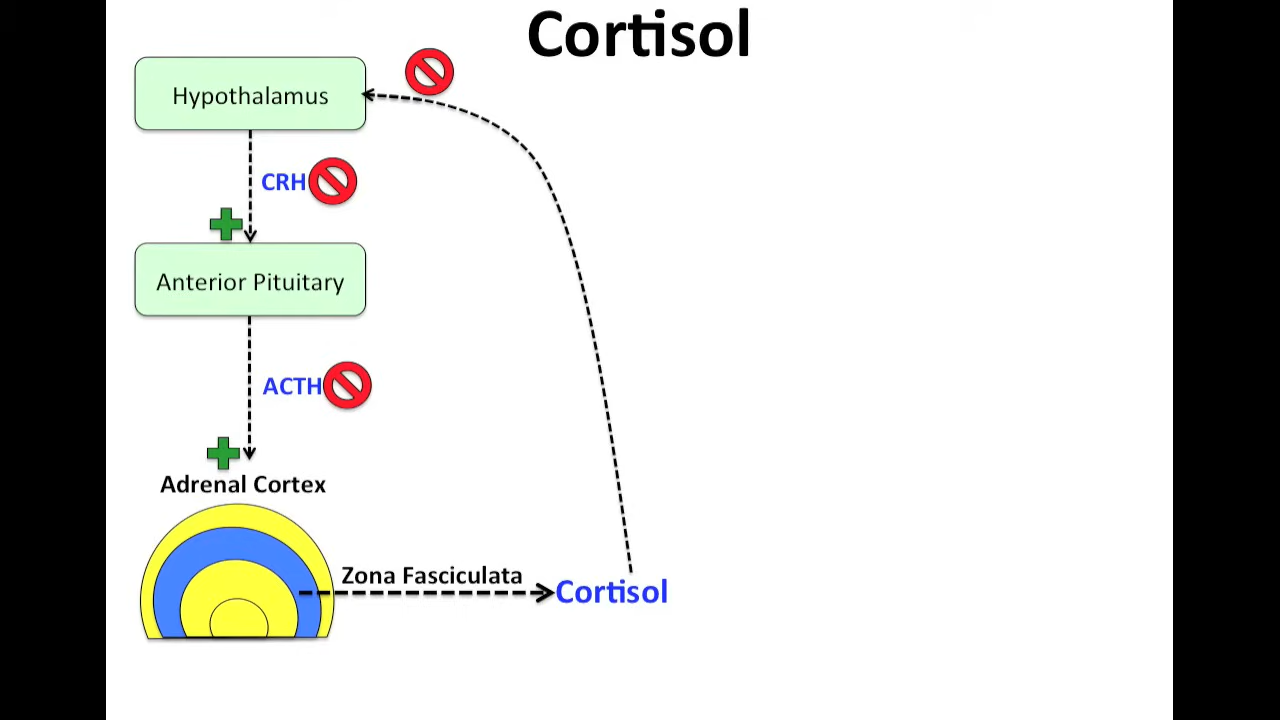 Cortisol
Hypothalamus
CRH
Anterior Pituitary
ACTH
Adrenal Cortex
Zona Fasciculata
Cortisol